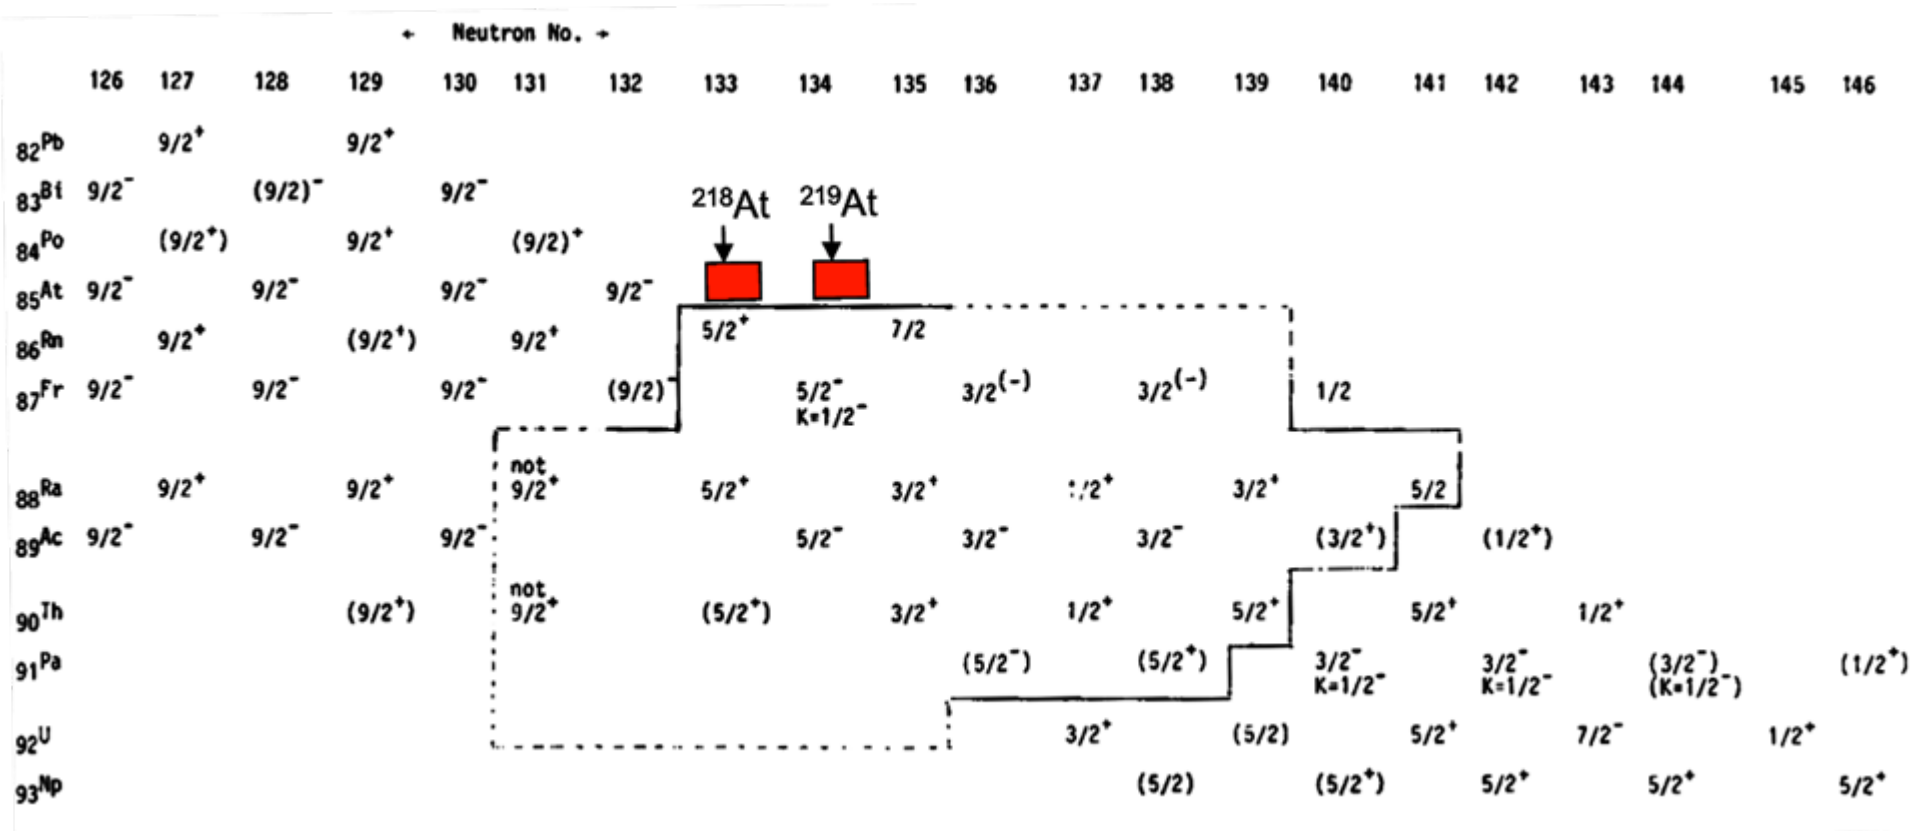 ← Neutron No. →
126 127 128 129 130 131 132 133 134 135 136 137 138 139 140 141 142 143 144 145 146
82Pb 9/2+ 9/2+
83Bi 9/2- (9/2)- 9/2-
218At 219At
84Po (9/2+) 9/2+ (9/2)+
85At 9/2- 9/2- 9/2- 9/2-
86Rn 9/2+ (9/2+) 9/2+ 5/2+ 7/2
87Fr 9/2- 9/2- 9/2- (9/2)- 5/2- 3/2(-) 3/2(-) 1/2
K=1/2-
not
88Ra 9/2+ 9/2+ 9/2+ 5/2+ 3/2+ 1/2+ 3/2+ 5/2
89Ac 9/2- 9/2- 9/2- 5/2- 3/2- 3/2- (3/2+) (1/2+)
not
90Th (9/2+) 9/2+ (5/2+) 3/2+ 1/2+ 5/2+ 5/2+ 1/2+
91Pa (5/2-) (5/2+) 3/2- 3/2- (3/2-) (1/2+)
K=1/2- K=1/2- (K=1/2-)
92U 3/2+ (5/2) 5/2+ 7/2- 1/2+
93Np (5/2) (5/2+) 5/2+ 5/2+ 5/2+